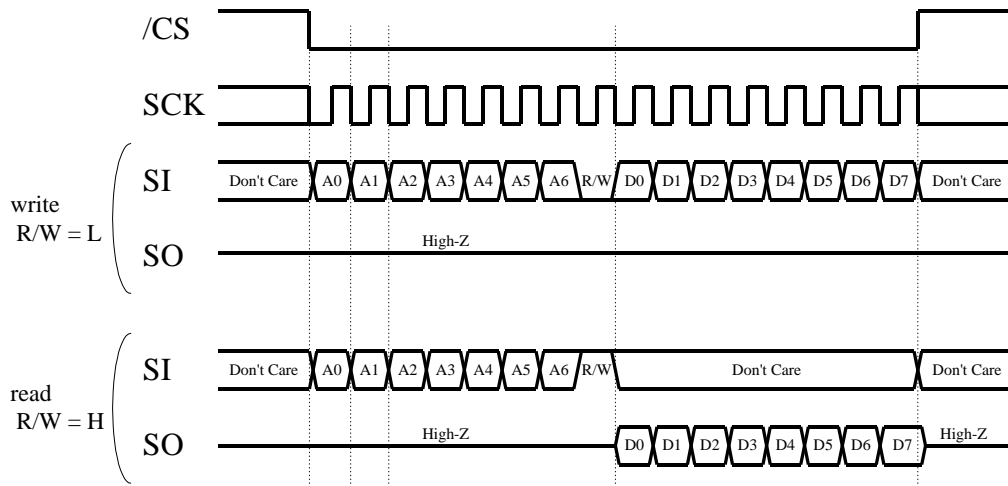 /CS
SCK
SI Don't Care A0 A1 A2 A3 A4 A5 A6 R/W D0 D1 D2 D3 D4 D5 D6 D7 Don't Care
write
R/W = L
High-Z
SO
SI Don't Care A0 A1 A2 A3 A4 A5 A6 R/W Don't Care Don't Care
read
R/W = H
SO High-Z D0 D1 D2 D3 D4 D5 D6 D7 High-Z